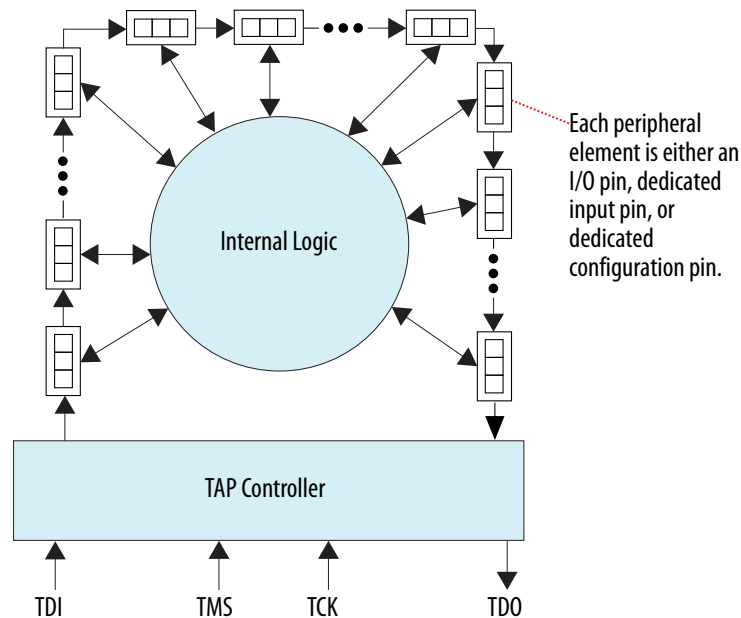 Each peripheral
element is either an
I/O pin, dedicated
input pin, or
dedicated
configuration pin.
Internal Logic
TAP Controller
TDI TMS TCK TDO